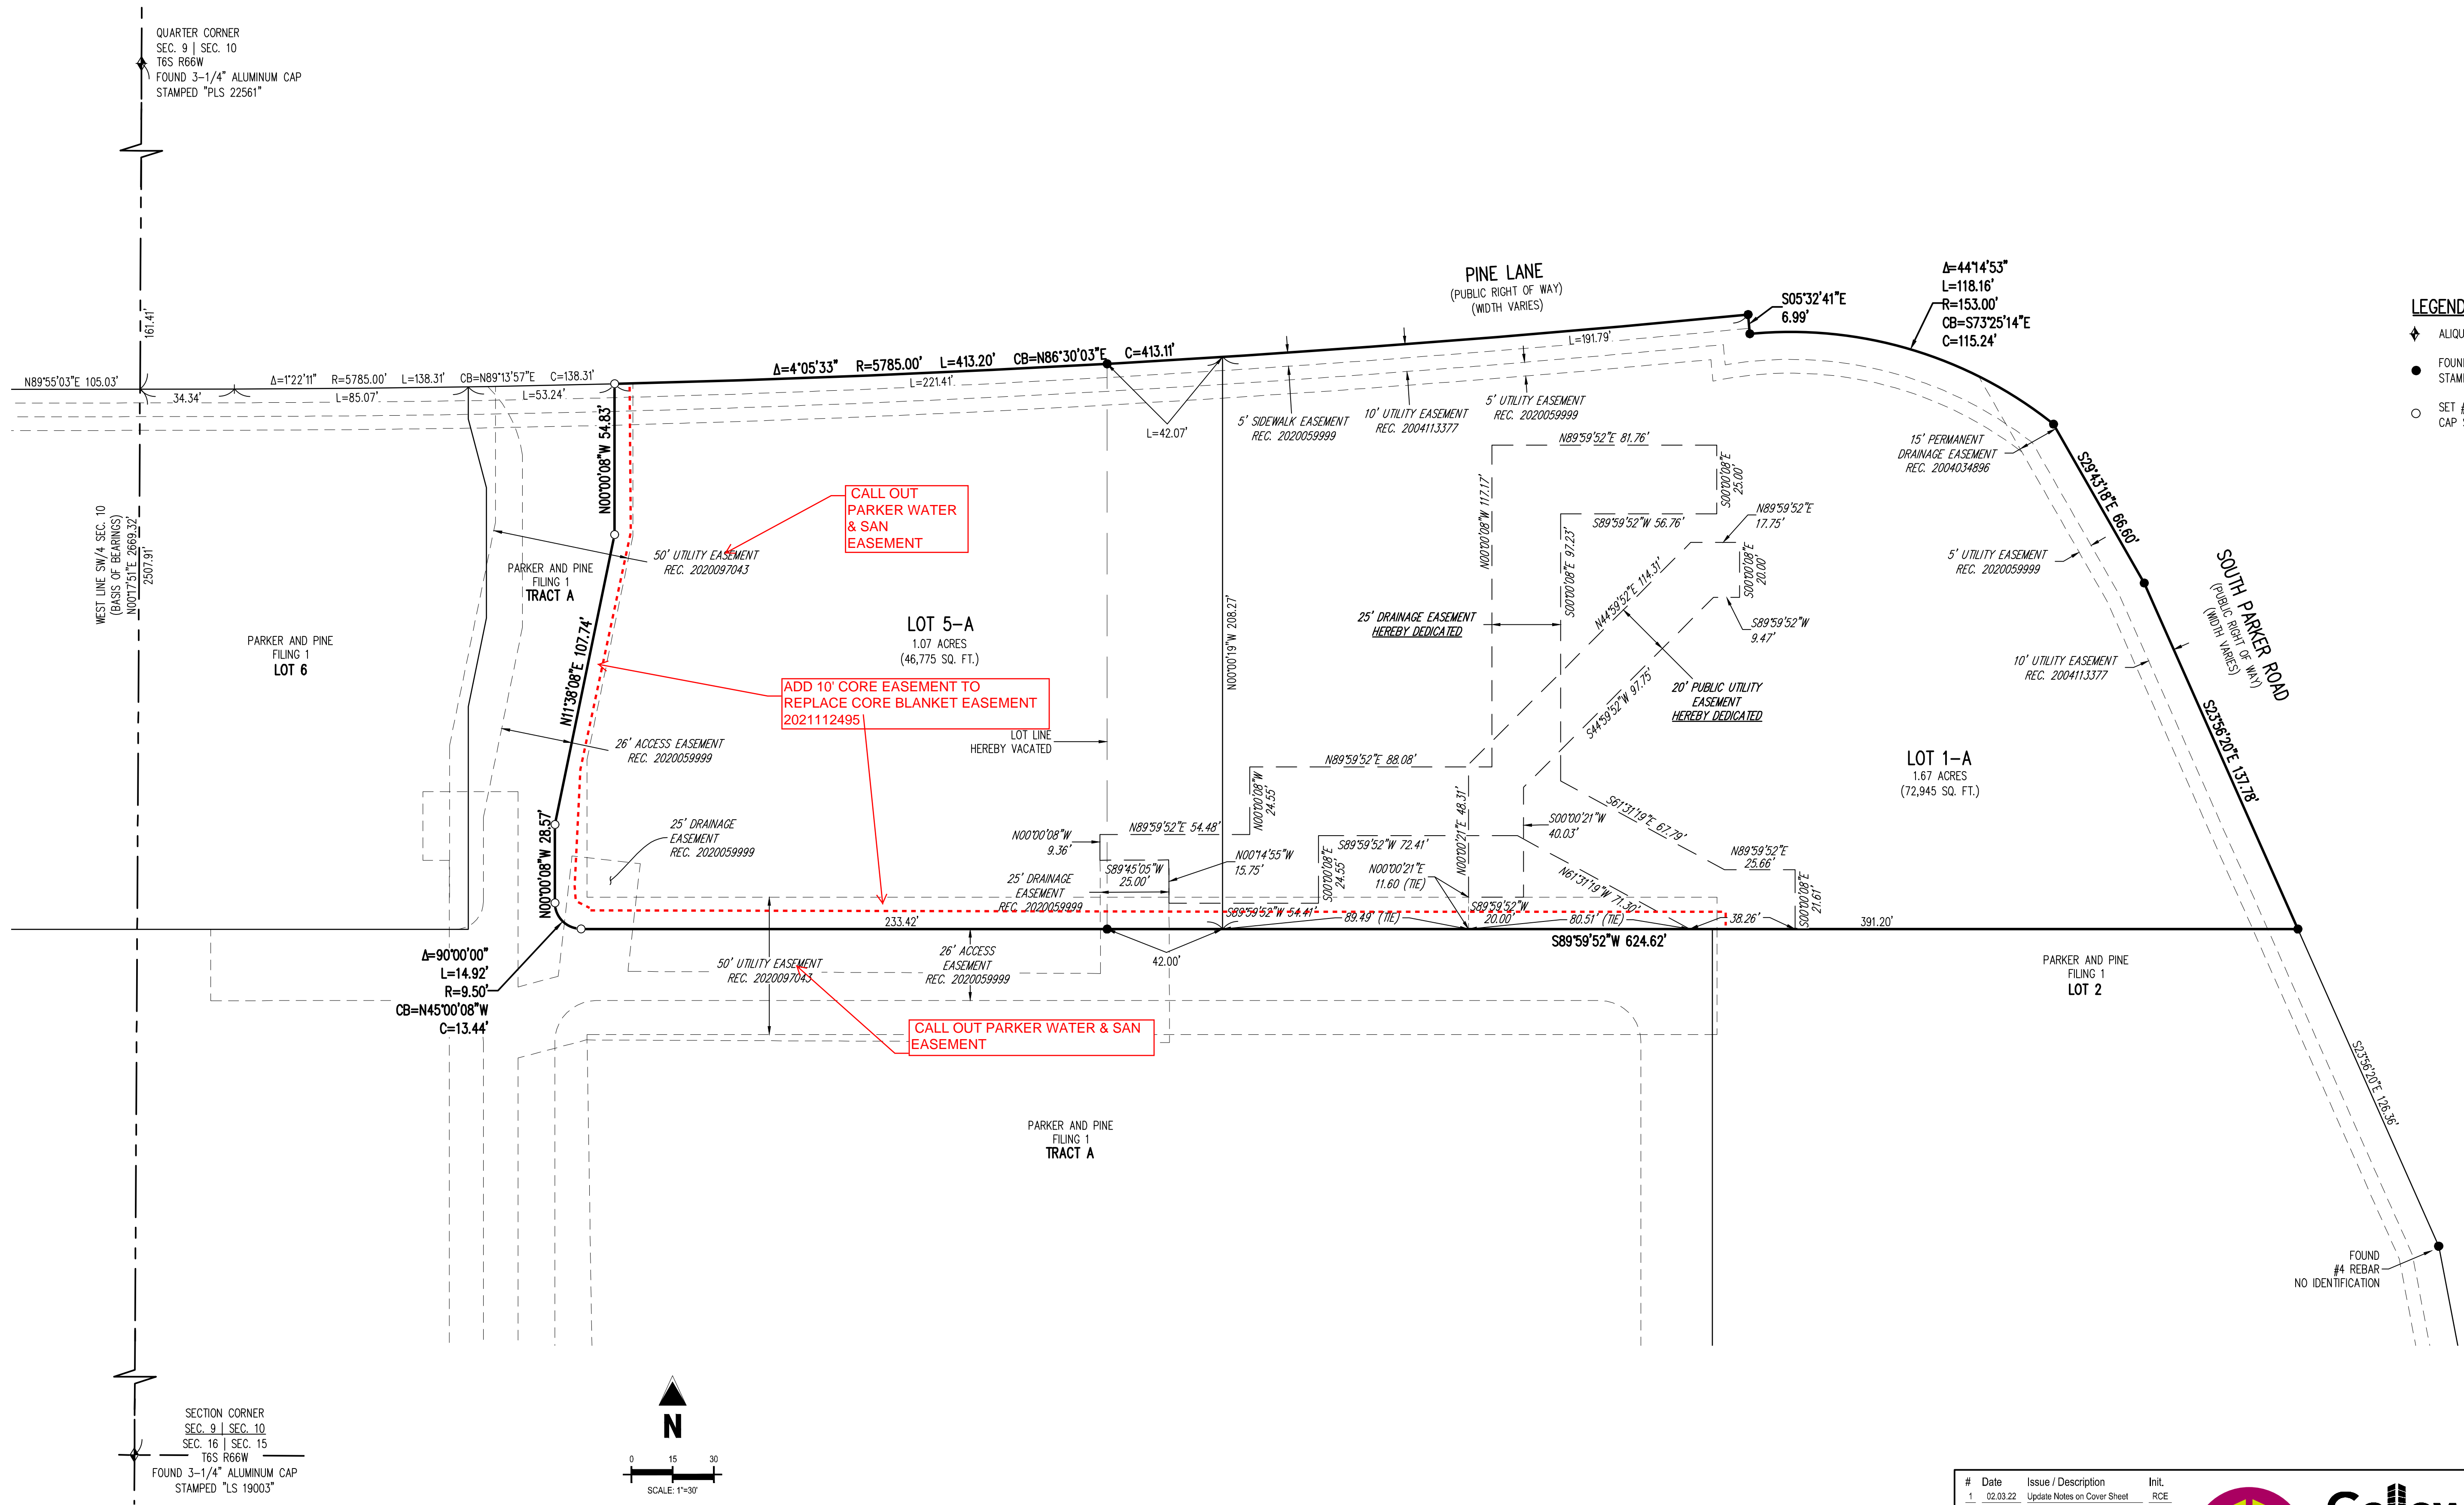 QUARTER CORNER
SEC. 9 | SEC. 10
T6S R66W
FOUND 3-1/4" ALUMINUM CAP
STAMPED "PLS 22561"
161.41'
N89°55'03"E 105.03'
34.34'
Δ=1°22'11" R=5785.00' L=138.31' CB=N89°13'57"E C=138.31'
L=85.07'
L=53.24'
Δ=4°05'33" R=5785.00' L=413.20' CB=N86°30'03"E C=413.11'
L=221.41'
L=42.07'
L=191.79'
PINE LANE
(PUBLIC RIGHT OF WAY)
(WIDTH VARIES)
S05°32'41"E
6.99'
Δ=44°14'53"
L=118.16'
R=153.00'
CB=S73°25'14"E
C=115.24'
LEGEND
ALIQU
FOUN
STAM
SET #
CAP S
5' SIDEWALK EASEMENT
REC. 2020059999
10' UTILITY EASEMENT
REC. 2004113377
5' UTILITY EASEMENT
REC. 2020059999
15' PERMANENT
DRAINAGE EASEMENT
REC. 2004034896
S29°43'18"E 66.60'
5' UTILITY EASEMENT
REC. 2020059999
SOUTH PARKER ROAD
(PUBLIC RIGHT OF WAY)
(WIDTH VARIES)
10' UTILITY EASEMENT
REC. 2004113377
S23°56'20"E 137.78'
WEST LINE SW/4 SEC. 10
(BASIS OF BEARINGS)
N00°17'51"E 2669.32'
2507.91'
PARKER AND PINE
FILING 1
LOT 6
N00°00'08"W 54.83'
PARKER AND PINE
FILING 1
TRACT A
50' UTILITY EASEMENT
REC. 2020097043
CALL OUT
PARKER WATER
& SAN
EASEMENT
LOT 5-A
1.07 ACRES
(46,775 SQ. FT.)
N11°38'08"E 107.74'
ADD 10' CORE EASEMENT TO
REPLACE CORE BLANKET EASEMENT
2021112495
LOT LINE
HEREBY VACATED
26' ACCESS EASEMENT
REC. 2020059999
N00°00'08"W 28.57'
25' DRAINAGE
EASEMENT
REC. 2020059999
N00°00'19"W 208.27'
N89°59'52"E 81.76'
S00°00'08"E
25.00'
S89°59'52"W 56.76'
N00°00'08"W 117.17'
S00°00'08"E 97.23'
25' DRAINAGE EASEMENT
HEREBY DEDICATED
N89°59'52"E
17.75'
S00°00'08"E
20.00'
S89°59'52"W
9.47'
N44°59'52"E 114.31'
S44°59'52"W 97.75'
20' PUBLIC UTILITY
EASEMENT
HEREBY DEDICATED
LOT 1-A
1.67 ACRES
(72,945 SQ. FT.)
N89°59'52"E 88.08'
N00°00'08"W
24.55'
N89°59'52"E 54.48'
N00°00'08"W
9.36'
S89°45'05"W
25.00'
N00°14'55"W
15.75'
25' DRAINAGE
EASEMENT
REC. 2020059999
S89°59'52"W 72.41'
S00°00'08"E
24.55'
N00°00'21"E 48.31'
N00°00'21"E
11.60 (TIE)
S00°00'21"W
40.03'
S61°31'19"E 67.79'
N89°59'52"E
25.66'
S00°00'08"E
21.61'
N61°31'19"W 71.30'
S89°59'52"W
20.00'
S89°59'52"W 54.41'
89.49' (TIE)
80.51' (TIE)
38.26'
233.42'
391.20'
42.00'
S89°59'52"W 624.62'
Δ=90°00'00"
L=14.92'
R=9.50'
CB=N45°00'08"W
C=13.44'
50' UTILITY EASEMENT
REC. 2020097043
26' ACCESS
EASEMENT
REC. 2020059999
CALL OUT PARKER WATER & SAN
EASEMENT
PARKER AND PINE
FILING 1
LOT 2
PARKER AND PINE
FILING 1
TRACT A
S23°56'20"E 126.36'
FOUND
#4 REBAR
NO IDENTIFICATION
SECTION CORNER
SEC. 9 | SEC. 10
SEC. 16 | SEC. 15
T6S R66W
FOUND 3-1/4" ALUMINUM CAP
STAMPED "LS 19003"
N
0 15 30
SCALE: 1"=30'
# Date Issue / Description Init.
1 02.03.22 Update Notes on Cover Sheet RCE